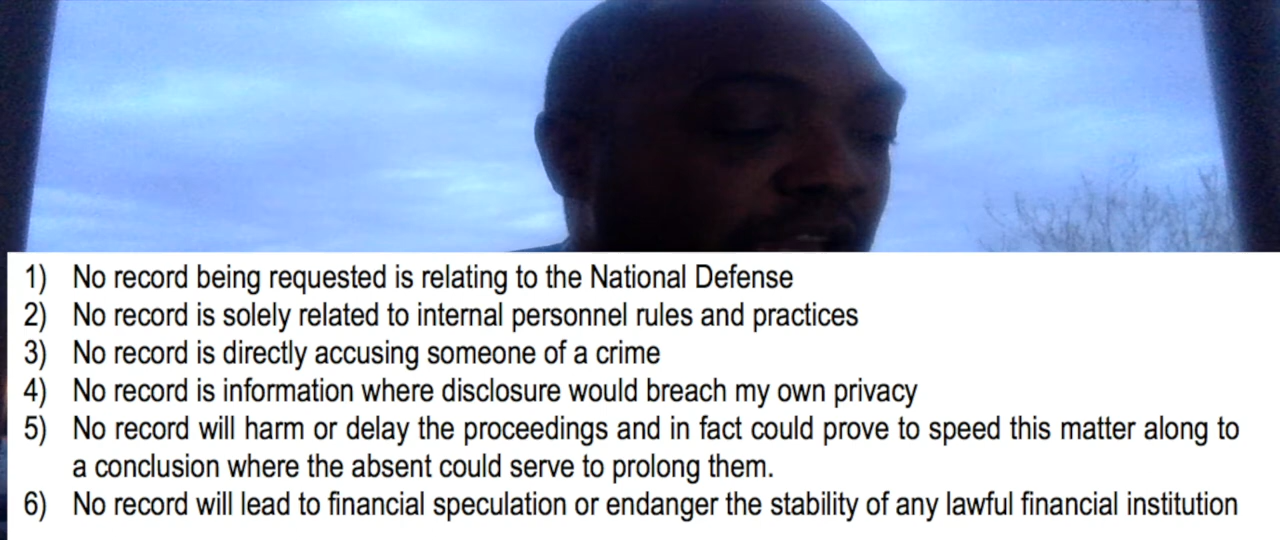 1) No record being requested is relating to the National Defense
2) No record is solely related to internal personnel rules and practices
3) No record is directly accusing someone of a crime
4) No record is information where disclosure would breach my own privacy
5) No record will harm or delay the proceedings and in fact could prove to speed this matter along to
a conclusion where the absent could serve to prolong them.
6) No record will lead to financial speculation or endanger the stability of any lawful financial institution